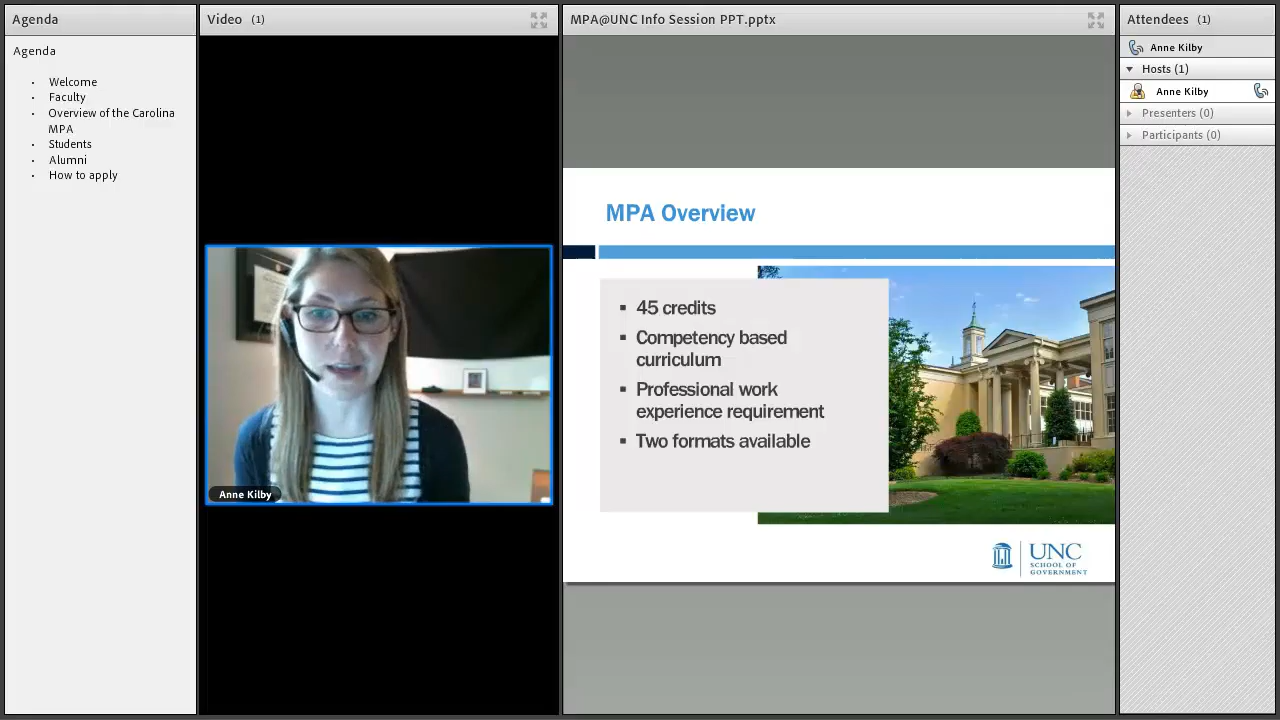 Agenda
Agenda
Welcome
Faculty
Overview of the Carolina
MPA
Students
Alumni
How to apply
Video (1)
Anne Kilby
MPA@UNC Info Session PPT.pptx
MPA Overview
▪ 45 credits
▪ Competency based
curriculum
▪ Professional work
experience requirement
▪ Two formats available
UNC
SCHOOL OF
GOVERNMENT
Attendees (1)
Anne Kilby
Hosts (1)
Anne Kilby
Presenters (0)
Participants (0)